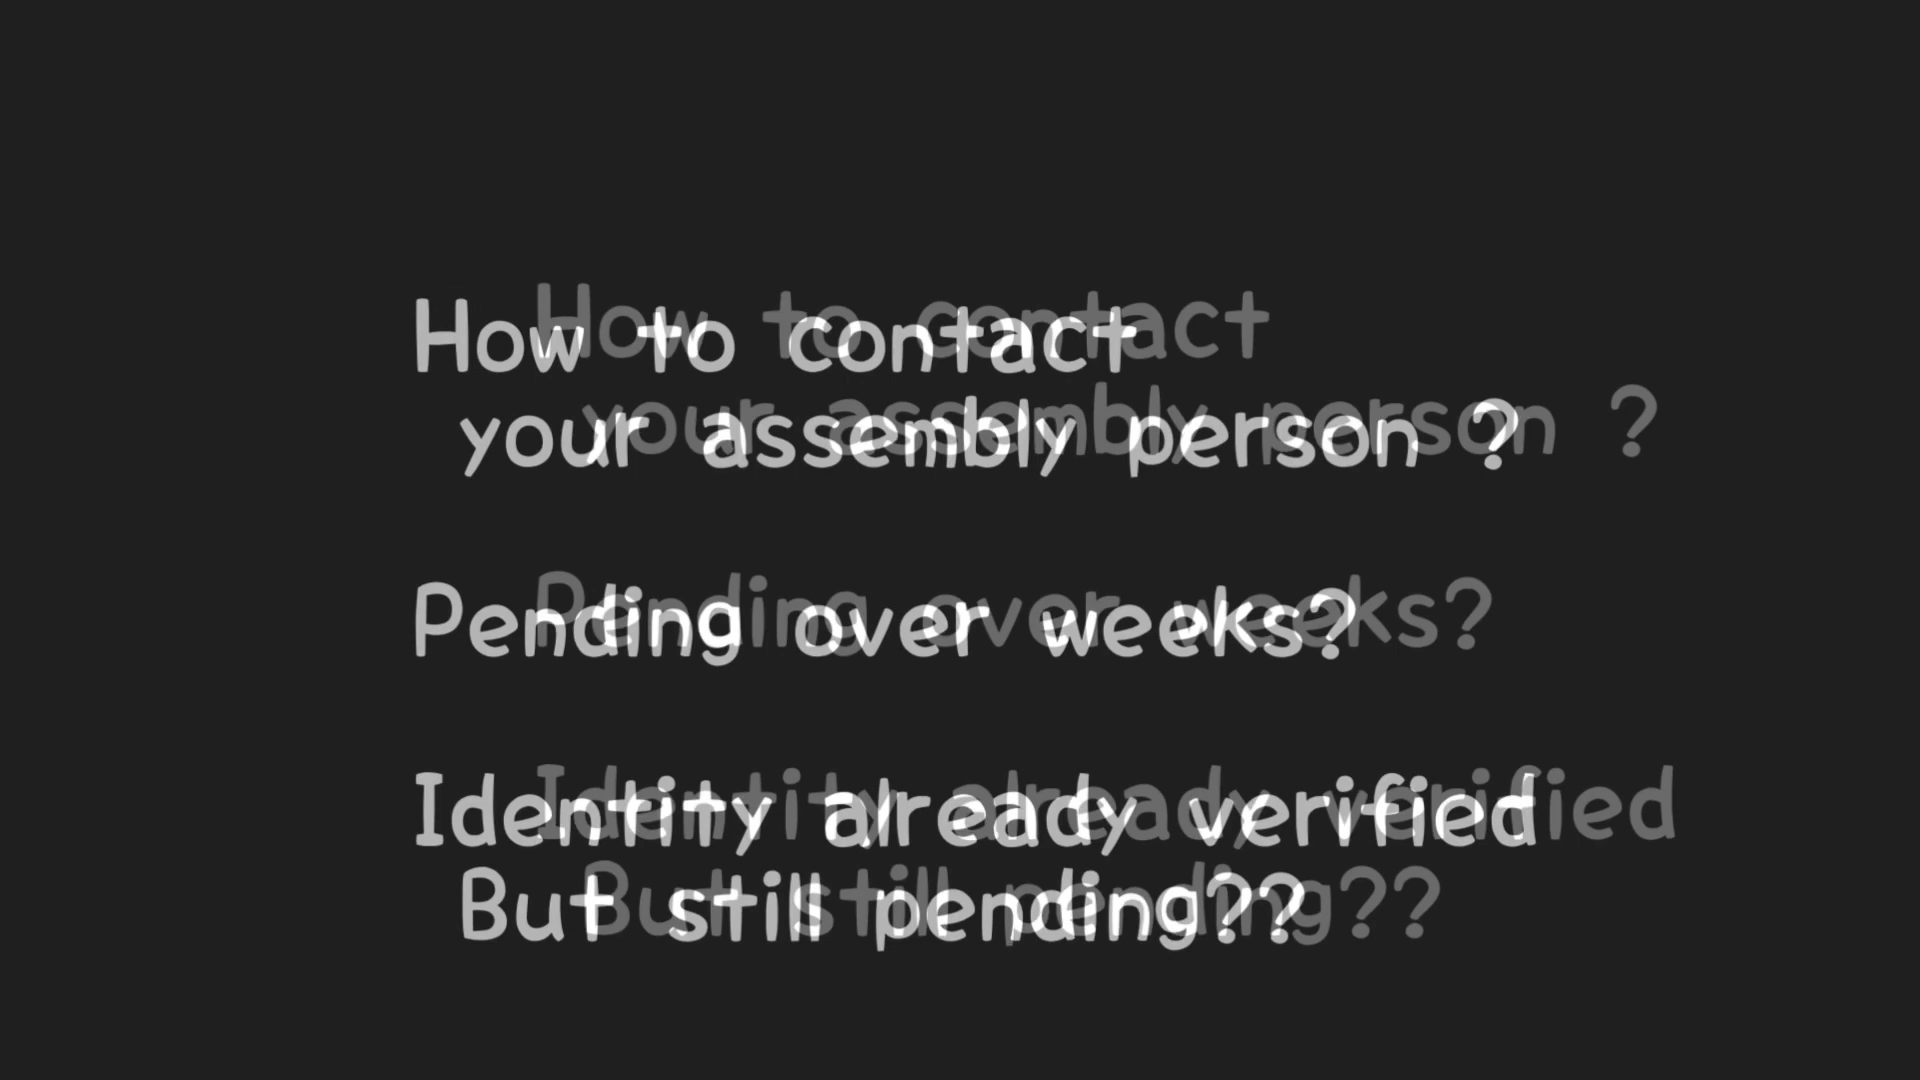 How to contact
your assembly person ?
Pending over weeks?
Identity already verified
But still pending??